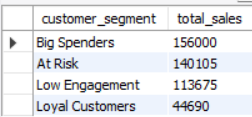 customer_segment total_sales
Big Spenders 156000
At Risk 140105
Low Engagement 113675
Loyal Customers 44690